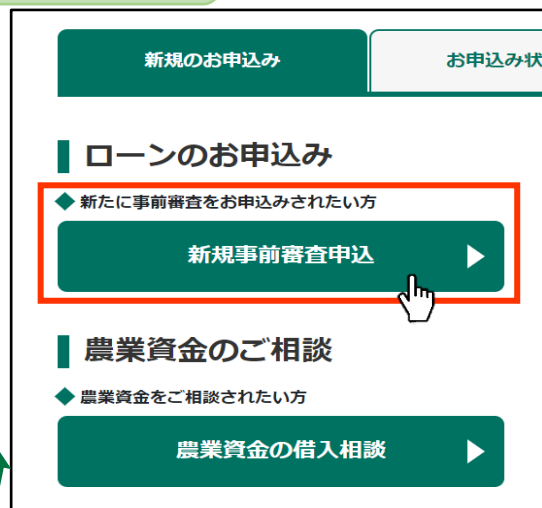 新規のお申込み
お申込み状
ローンのお申込み
新たに事前審査をお申込みされたい方
新規事前審査申込
農業資金のご相談
農業資金をご相談されたい方
農業資金の借入相談